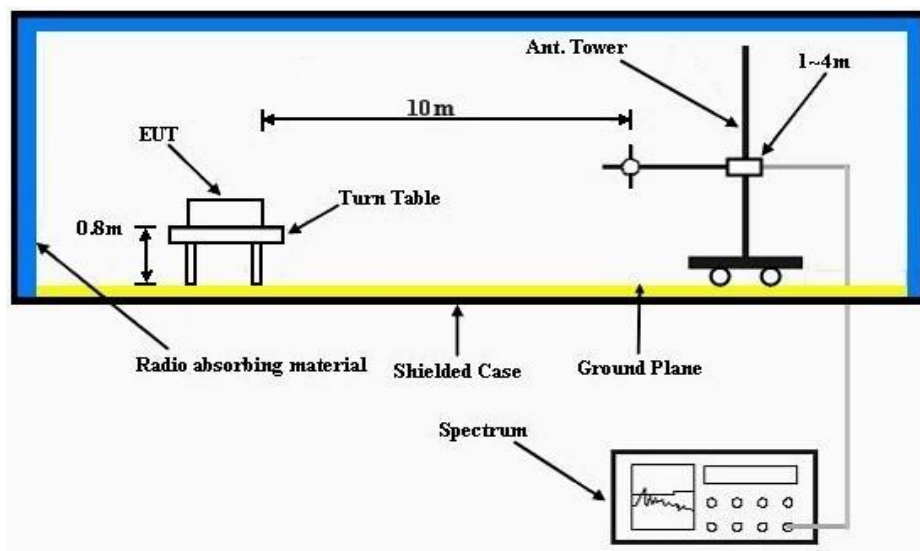 Ant. Tower
1~4m
10m
EUT
Turn Table
0.8m
Radio absorbing material
Shielded Case
Ground Plane
Spectrum